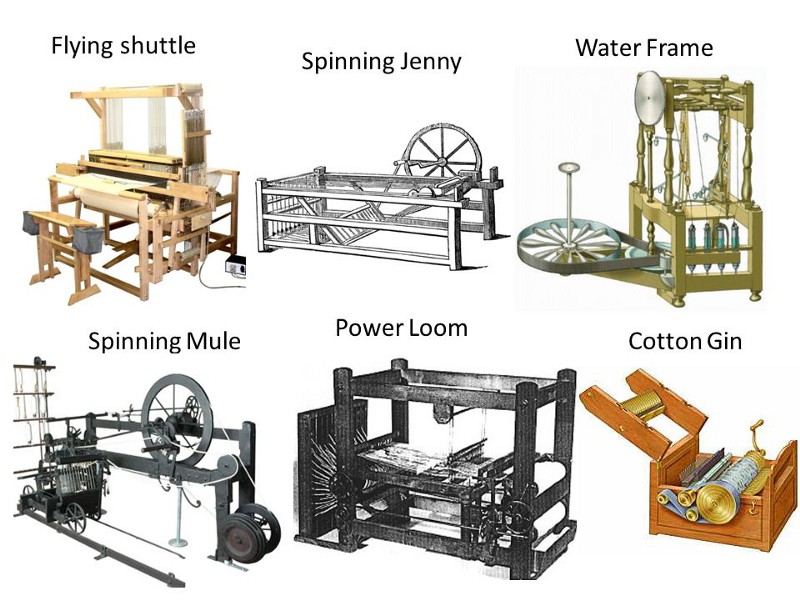 Flying shuttle
Spinning Jenny
Water Frame
Spinning Mule
Power Loom
Cotton Gin